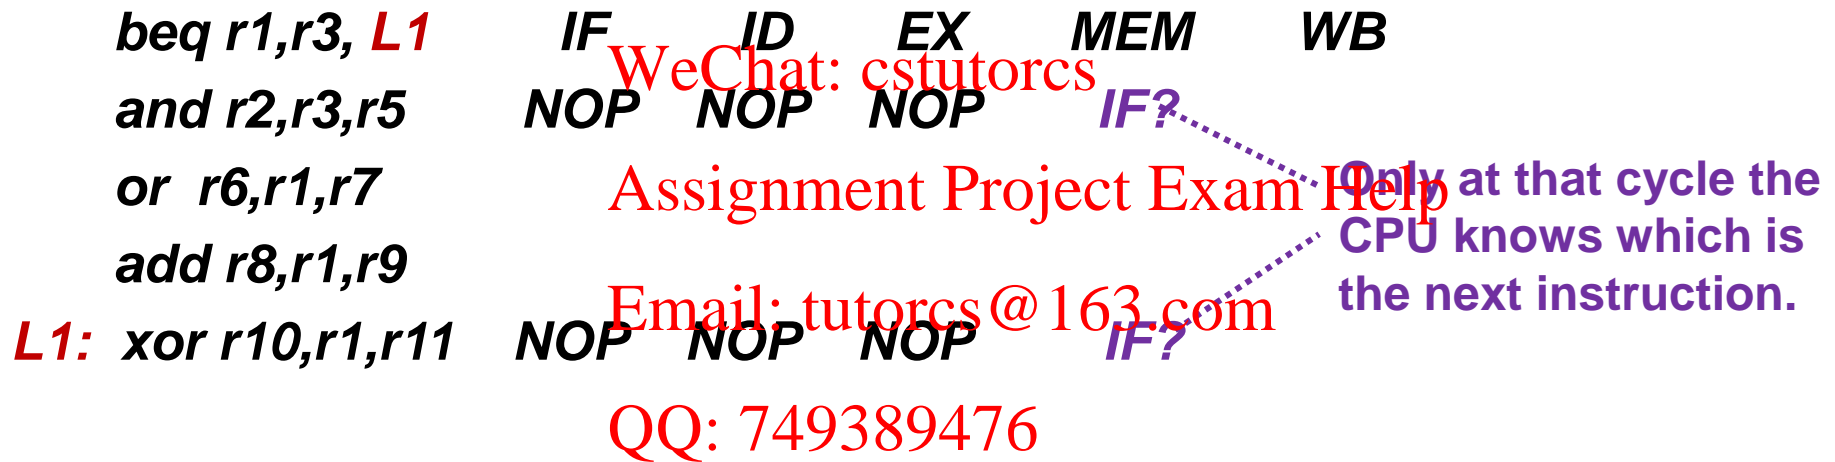 beq r1,r3, L1 IF ID EX MEM WB
WeChat: cstutorcs
and r2,r3,r5 NOP NOP NOP IF?
or r6,r1,r7
Assignment Project Exam Help
Only at that cycle the
CPU knows which is
the next instruction.
add r8,r1,r9
Email: tutorcs@163.com
L1: xor r10,r1,r11 NOP NOP NOP IF?
QQ: 749389476